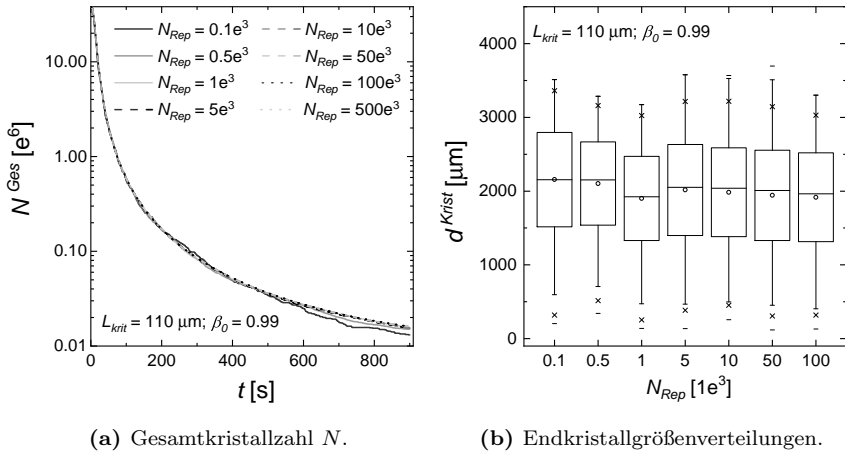 N_Rep = 0.1e³ N_Rep = 10e³
N_Rep = 0.5e³ N_Rep = 50e³
N_Rep = 1e³ N_Rep = 100e³
N_Rep = 5e³ N_Rep = 500e³
10.00
1.00
0.10
0.01
N^Ges [e⁶]
L_krit = 110 µm; β₀ = 0.99
0 200 400 600 800
t [s]
(a) Gesamtkristallzahl N.
L_krit = 110 µm; β₀ = 0.99
4000
3000
2000
1000
0
d^Krist [µm]
0.1 0.5 1 5 10 50 100
N_Rep [1e³]
(b) Endkristallgrößenverteilungen.